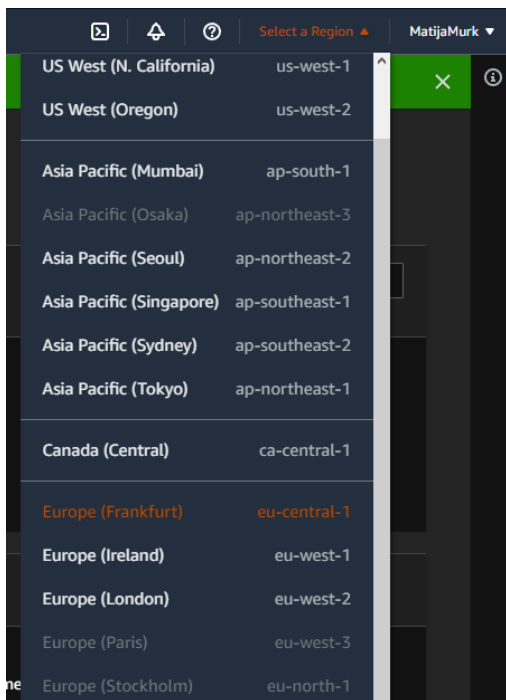 Select a Region ▲ MatijaMurk ▼
US West (N. California) us-west-1
US West (Oregon) us-west-2
Asia Pacific (Mumbai) ap-south-1
Asia Pacific (Osaka) ap-northeast-3
Asia Pacific (Seoul) ap-northeast-2
Asia Pacific (Singapore) ap-southeast-1
Asia Pacific (Sydney) ap-southeast-2
Asia Pacific (Tokyo) ap-northeast-1
Canada (Central) ca-central-1
Europe (Frankfurt) eu-central-1
Europe (Ireland) eu-west-1
Europe (London) eu-west-2
Europe (Paris) eu-west-3
ne Europe (Stockholm) eu-north-1